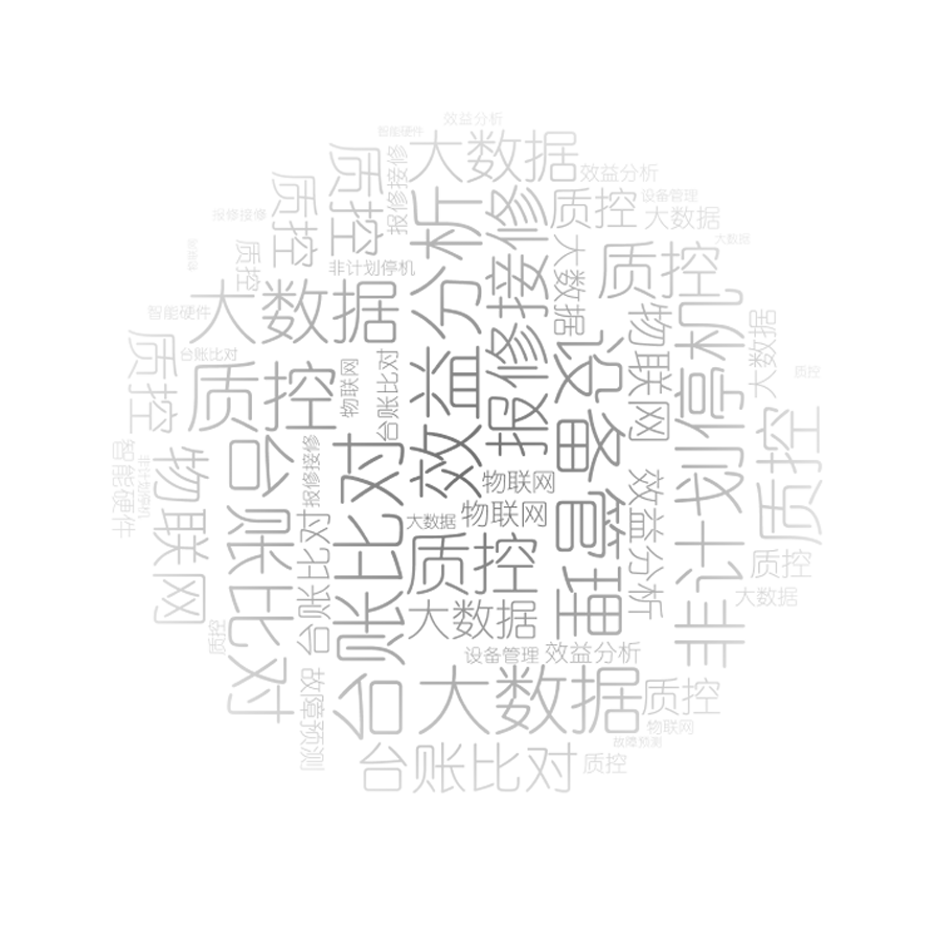 效益分析
智能硬件
大数据
效益分析
质控
报修接修
质控
设备管理
质控
报修接修
大数据
效益分析
报修接修
大数据
质控
大数据
质控
非计划停机
大数据
智能硬件
物联网
非计划停机
大数据
质控
台账比对
质控
物联网
台账比对
设备管理
质控
质控
台账比对
报修接修
台账比对
智能硬件
非计划停机
物联网
物联网
效益分析
物联网
大数据
台账比对
质控
质控
大数据
大数据
质控
设备管理
效益分析
故障预测
大数据
质控
物联网
故障预测
台账比对
质控